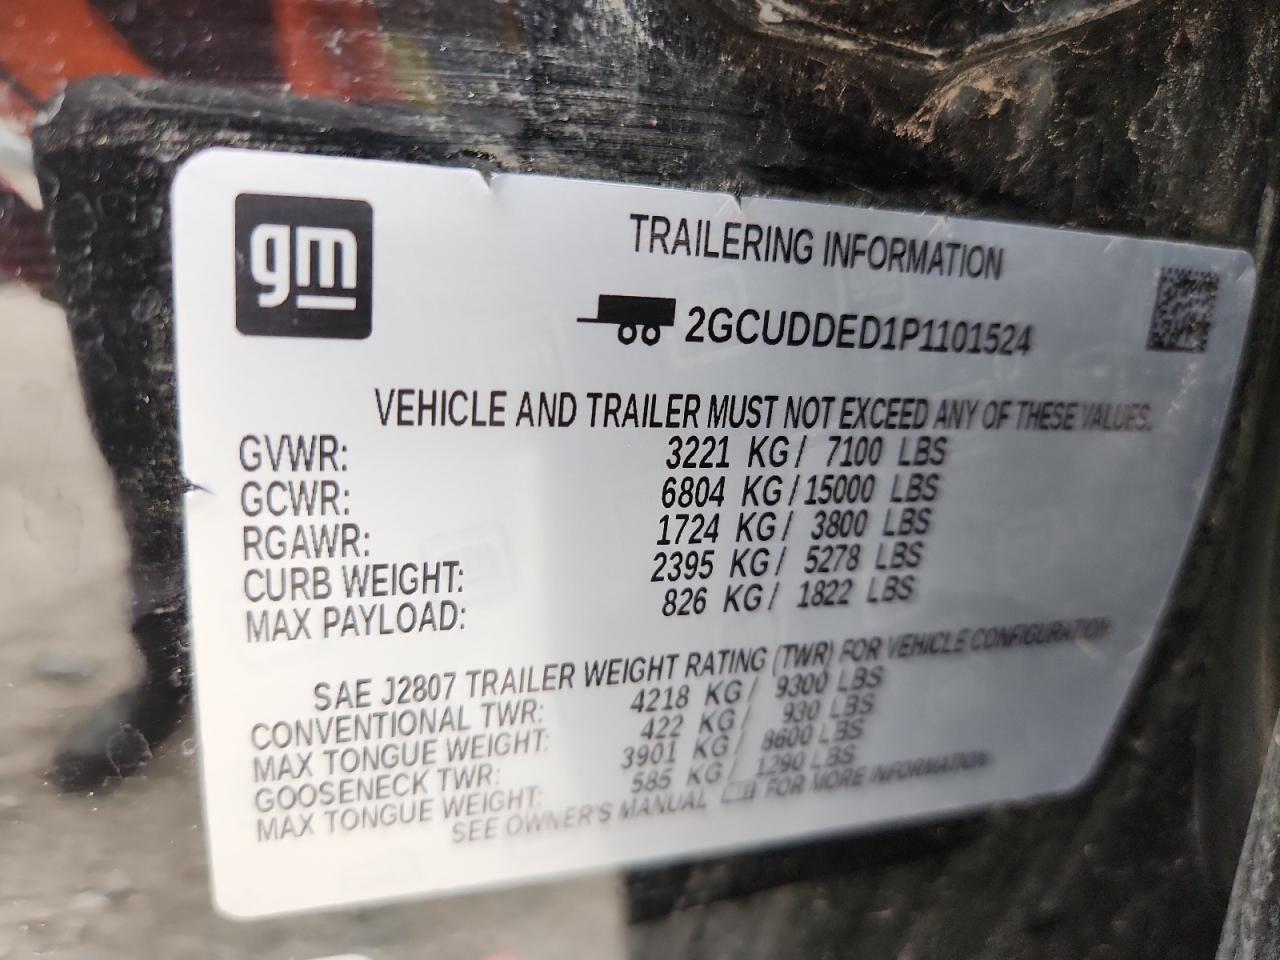 gm
TRAILERING INFORMATION
2GCUDDED1P1101524
VEHICLE AND TRAILER MUST NOT EXCEED ANY OF THESE VALUES.
GVWR: 3221 KG / 7100 LBS
GCWR: 6804 KG / 15000 LBS
RGAWR: 1724 KG / 3800 LBS
CURB WEIGHT: 2395 KG / 5278 LBS
MAX PAYLOAD: 826 KG / 1822 LBS
SAE J2807 TRAILER WEIGHT RATING (TWR) FOR VEHICLE CONFIGURATION
CONVENTIONAL TWR: 4218 KG / 9300 LBS
MAX TONGUE WEIGHT: 422 KG / 930 LBS
GOOSENECK TWR: 3901 KG / 8600 LBS
MAX TONGUE WEIGHT: 585 KG / 1290 LBS
SEE OWNER'S MANUAL FOR MORE INFORMATION